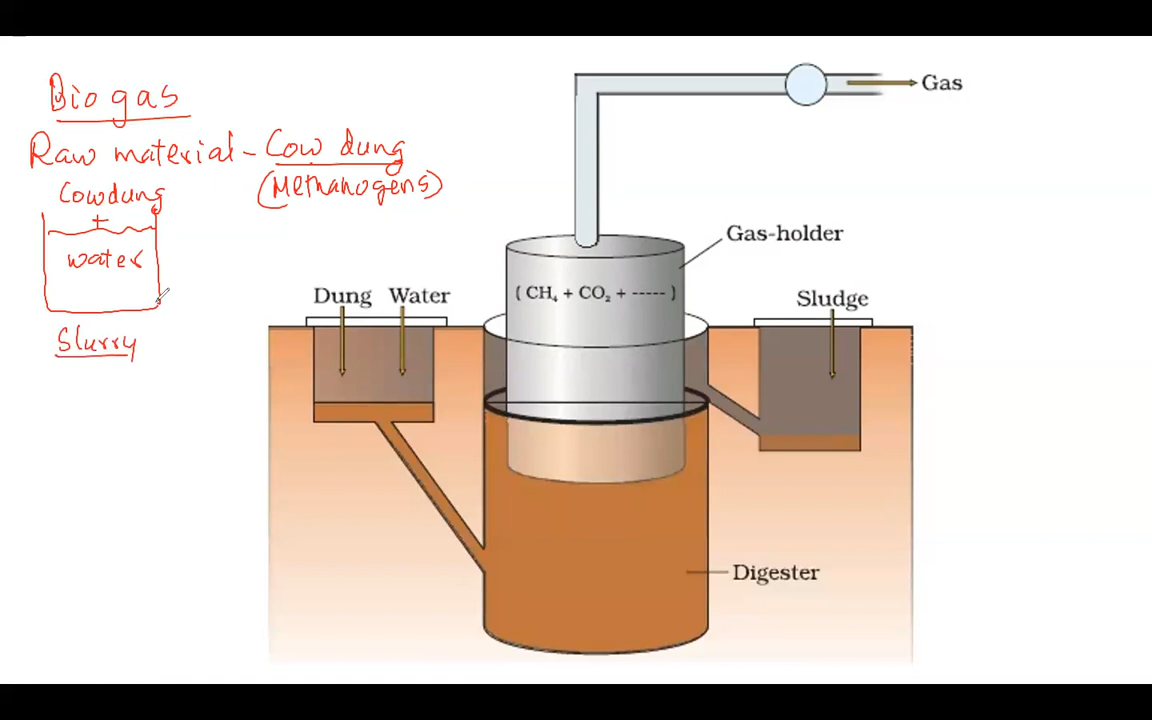 Biogas
Raw material - Cow dung
(Methanogens)
Cowdung
+
water
Slurry
Gas
Gas-holder
( CH₄ + CO₂ + ----- )
Dung Water
Sludge
Digester